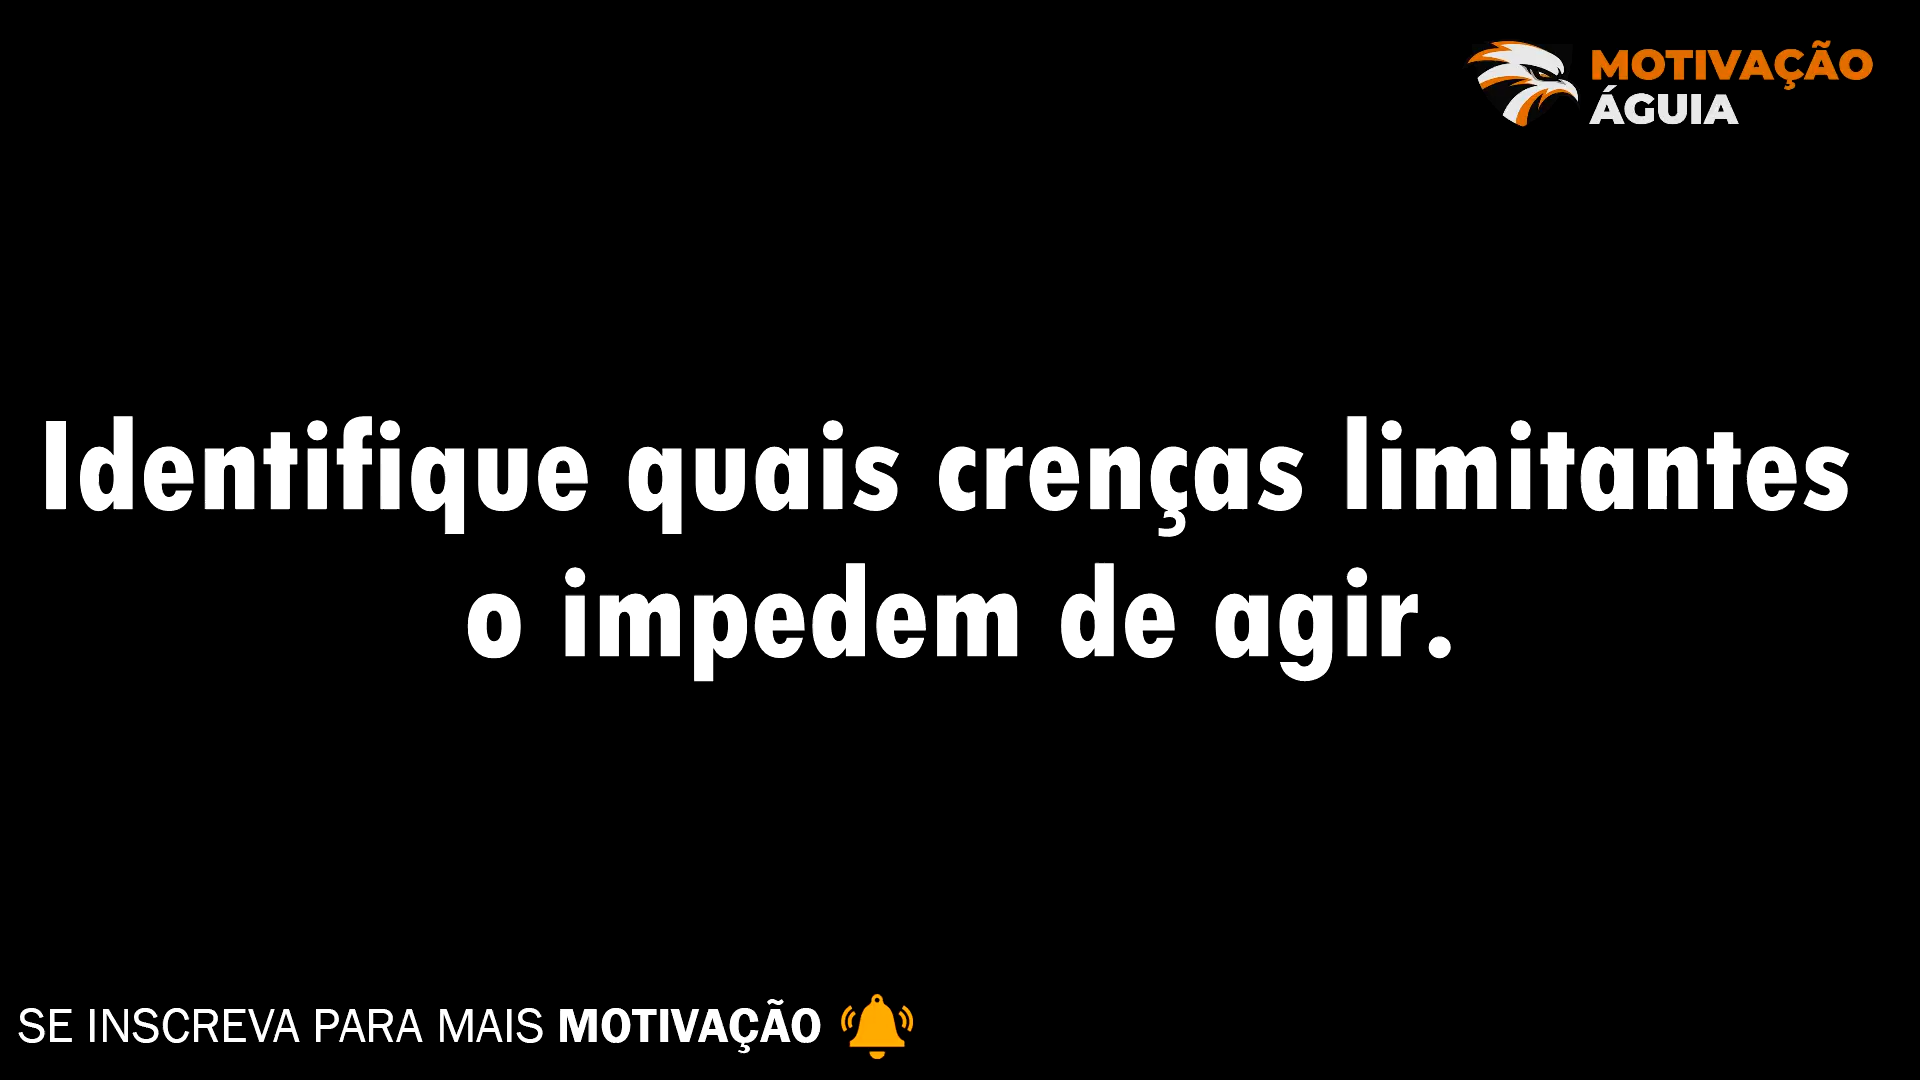 MOTIVAÇÃO
ÁGUIA
Identifique quais crenças limitantes
o impedem de agir.
SE INSCREVA PARA MAIS MOTIVAÇÃO